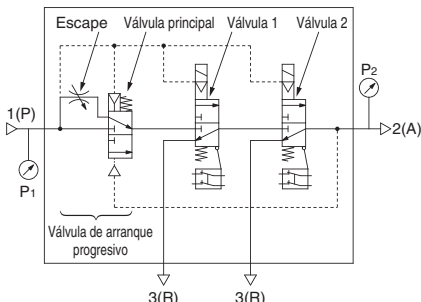 Escape
Válvula principal
Válvula 1
Válvula 2
P2
1(P)
2(A)
P1
Válvula de arranque
progresivo
3(R)
3(R)